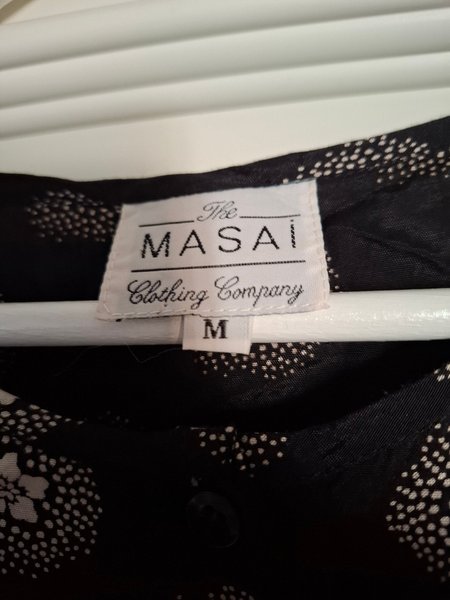 The
MASAi
Clothing Company
M